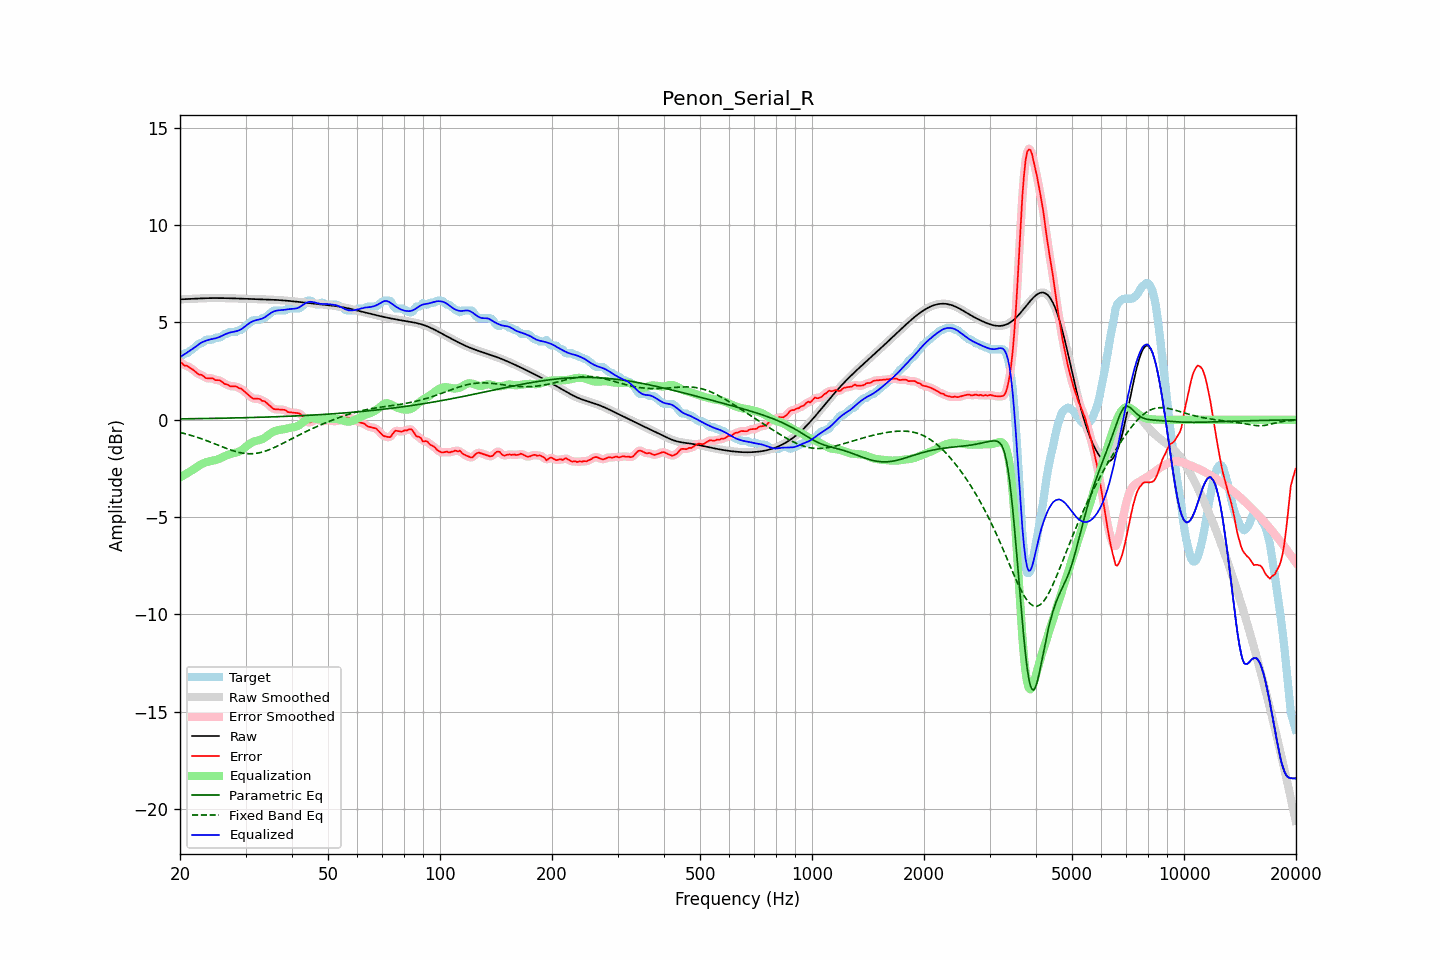 Penon_Serial_R
15
10
5
0
−5
−10
−15
−20
Amplitude (dBr)
Target
Raw Smoothed
Error Smoothed
Raw
Error
Equalization
Parametric Eq
Fixed Band Eq
Equalized
20 50 100 200 500 1000 2000 5000 10000 20000
Frequency (Hz)